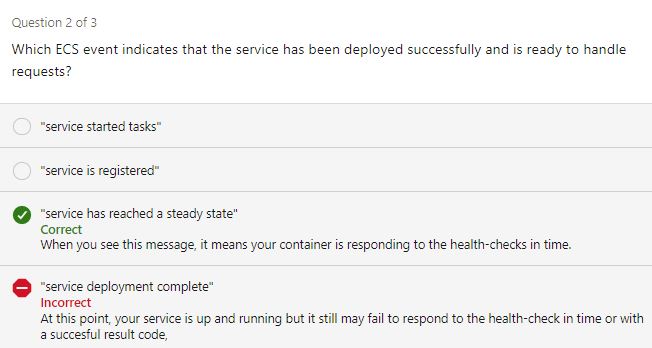 Question 2 of 3
Which ECS event indicates that the service has been deployed successfully and is ready to handle
requests?
"service started tasks"
"service is registered"
"service has reached a steady state"
Correct
When you see this message, it means your container is responding to the health-checks in time.
"service deployment complete"
Incorrect
At this point, your service is up and running but it still may fail to respond to the health-check in time or with
a succesful result code,